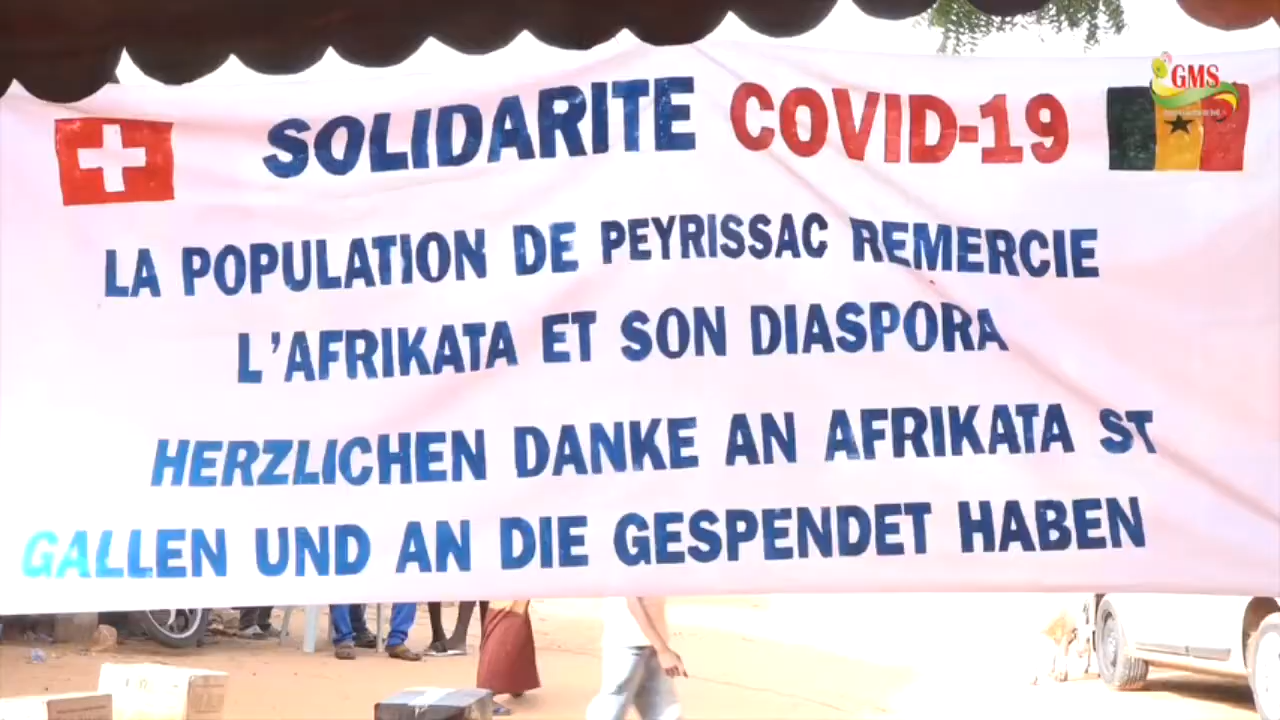 SOLIDARITE COVID-19
GMS
LA POPULATION DE PEYRISSAC REMERCIE
L'AFRIKATA ET SON DIASPORA
HERZLICHEN DANKE AN AFRIKATA ST
GALLEN UND AN DIE GESPENDET HABEN